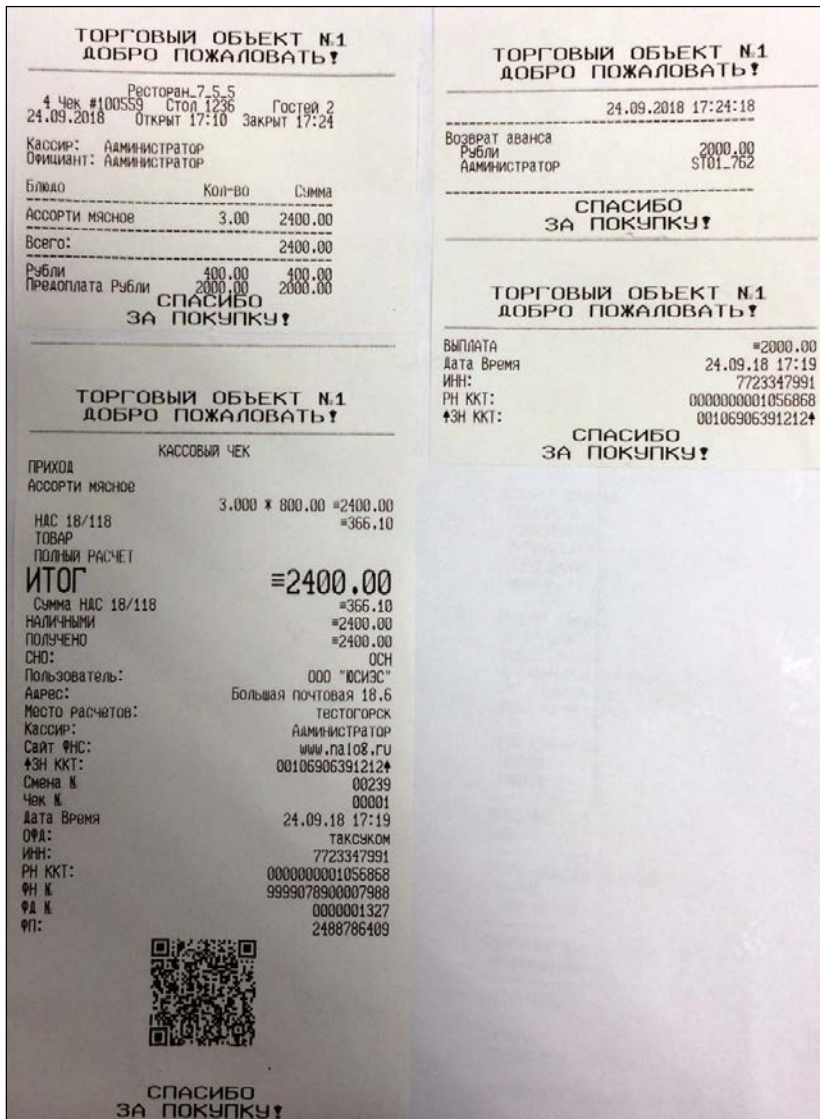 ТОРГОВЫЙ ОБЪЕКТ №1
ДОБРО ПОЖАЛОВАТЬ!
Ресторан_7_5_5
4 Чек #100559 Стол 1236 Гостей 2
24.09.2018 Открыт 17:10 Закрыт 17:24
Кассир: Администратор
Официант: Администратор
Блюдо Кол-во Сумма
Ассорти мясное 3.00 2400.00
Всего: 2400.00
Рубли 400.00 400.00
Предоплата Рубли 2000.00 2000.00
СПАСИБО
ЗА ПОКУПКУ!
ТОРГОВЫЙ ОБЪЕКТ №1
ДОБРО ПОЖАЛОВАТЬ!
КАССОВЫЙ ЧЕК
ПРИХОД
Ассорти мясное
3.000 * 800.00 =2400.00
НДС 18/118 =366.10
ТОВАР
ПОЛНЫЙ РАСЧЕТ
ИТОГ =2400.00
Сумма НДС 18/118 =366.10
НАЛИЧНЫМИ =2400.00
ПОЛУЧЕНО =2400.00
СНО: ОСН
Пользователь: ООО "ЮСИЭС"
Адрес: Большая почтовая 18.6
Место расчетов: тестогорск
Кассир: Администратор
Сайт ФНС: www.nalog.ru
ЗН ККТ: 00106906391212
Смена № 00239
Чек № 00001
Дата Время 24.09.18 17:19
ОФД: такском
ИНН: 7723347991
РН ККТ: 0000000001056868
ФН № 9999078900007988
ФД № 0000001327
ФП: 2488786409
СПАСИБО
ЗА ПОКУПКУ!
ТОРГОВЫЙ ОБЪЕКТ №1
ДОБРО ПОЖАЛОВАТЬ!
24.09.2018 17:24:18
Возврат аванса
Рубли 2000.00
Администратор ST01_762
СПАСИБО
ЗА ПОКУПКУ!
ТОРГОВЫЙ ОБЪЕКТ №1
ДОБРО ПОЖАЛОВАТЬ!
ВЫПЛАТА =2000.00
Дата Время 24.09.18 17:19
ИНН: 7723347991
РН ККТ: 0000000001056868
ЗН ККТ: 00106906391212
СПАСИБО
ЗА ПОКУПКУ!